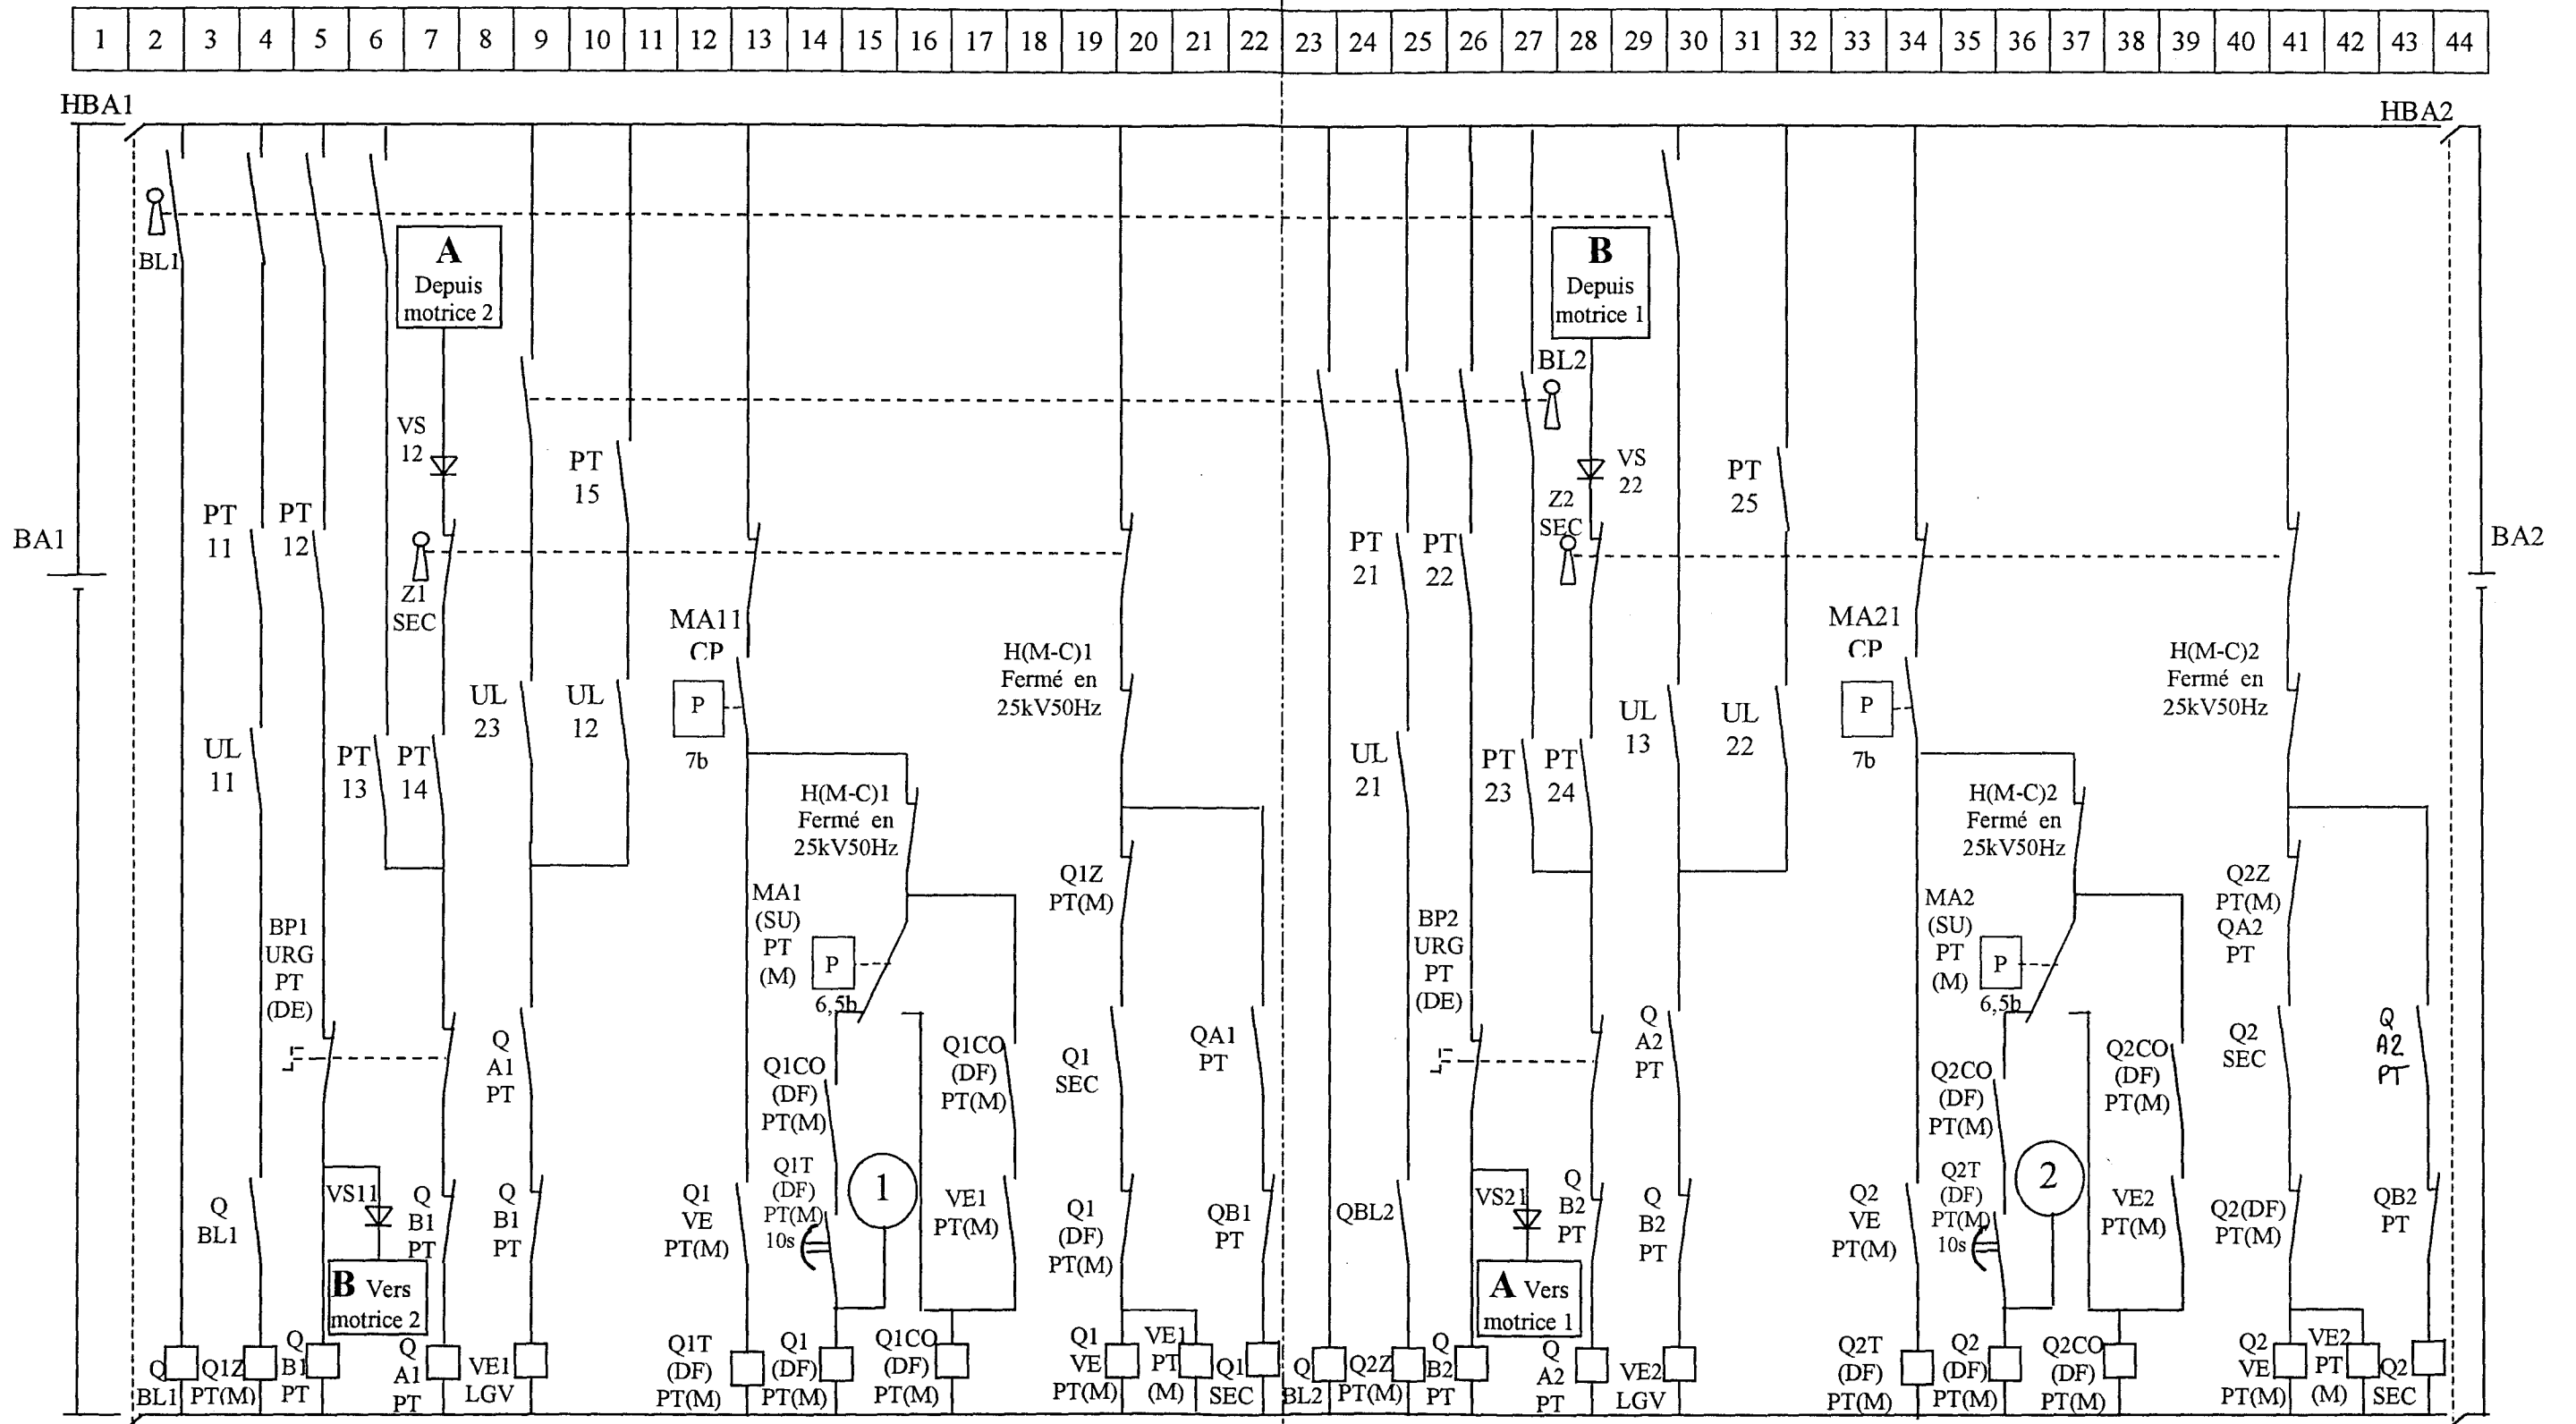 1 2 3 4 5 6 7 8 9 10 11 12 13 14 15 16 17 18 19 20 21 22 23 24 25 26 27 28 29 30 31 32 33 34 35 36 37 38 39 40 41 42 43 44
HBA1
HBA2
BL1
A
Depuis
motrice 2
B
Depuis
motrice 1
BL2
VS
12
PT
15
VS
22
PT
25
BA1
PT
11
PT
12
Z1
SEC
Z2
SEC
PT
21
PT
22
BA2
MA11
CP
P
7b
H(M-C)1
Fermé en
25kV50Hz
MA21
CP
P
7b
H(M-C)2
Fermé en
25kV50Hz
UL
11
PT
13
PT
14
UL
23
UL
12
UL
21
PT
23
PT
24
UL
13
UL
22
H(M-C)1
Fermé en
25kV50Hz
H(M-C)2
Fermé en
25kV50Hz
BP1
URG
PT
(DE)
MA1
(SU)
PT
(M)
P
6,5b
Q1Z
PT(M)
BP2
URG
PT
(DE)
MA2
(SU)
PT
(M)
P
6,5b
Q2Z
PT(M)
QA2
PT
Q
A1
PT
Q1CO
(DF)
PT(M)
Q1CO
(DF)
PT(M)
Q1
SEC
QA1
PT
Q
A2
PT
Q2CO
(DF)
PT(M)
Q2CO
(DF)
PT(M)
Q2
SEC
Q
A2
PT
Q
BL1
VS11
Q
B1
PT
Q
B1
PT
Q1
VE
PT(M)
Q1T
(DF)
PT(M)
10s
1
VE1
PT(M)
Q1
(DF)
PT(M)
QB1
PT
QBL2
VS21
Q
B2
PT
Q
B2
PT
Q2
VE
PT(M)
Q2T
(DF)
PT(M)
10s
2
VE2
PT(M)
Q2(DF)
PT(M)
QB2
PT
B Vers
motrice 2
A Vers
motrice 1
Q
BL1
Q1Z
PT(M)
Q
B1
PT
Q
A1
PT
VE1
LGV
Q1T
(DF)
PT(M)
Q1
(DF)
PT(M)
Q1CO
(DF)
PT(M)
Q1
VE
PT(M)
VE1
PT
(M)
Q1
SEC
Q
BL2
Q2Z
PT(M)
Q
B2
PT
Q
A2
PT
VE2
LGV
Q2T
(DF)
PT(M)
Q2
(DF)
PT(M)
Q2CO
(DF)
PT(M)
Q2
VE
PT(M)
VE2
PT
(M)
Q2
SEC